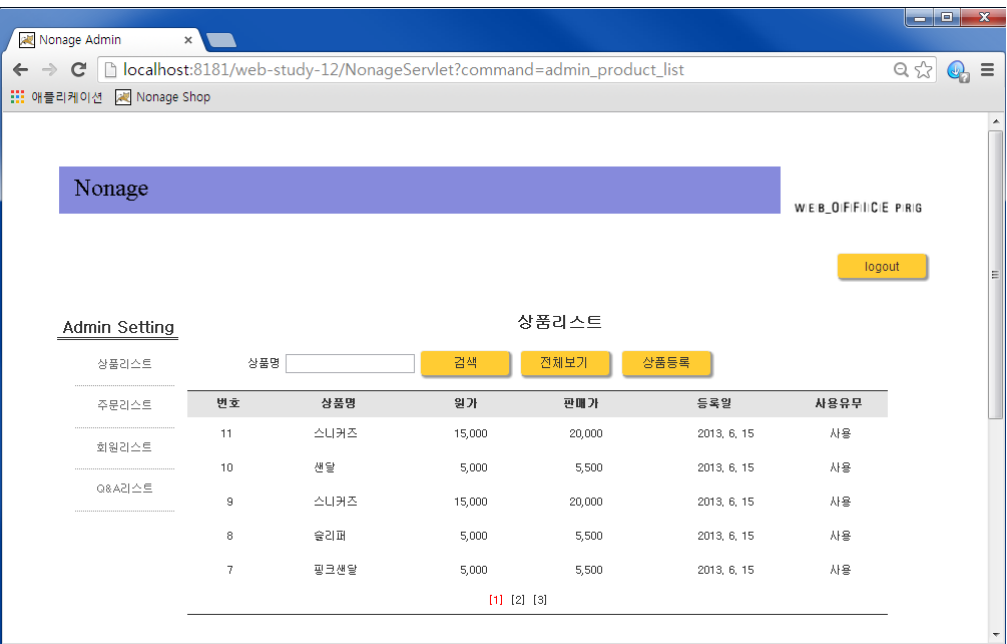 Nonage Admin
localhost:8181/web-study-12/NonageServlet?command=admin_product_list
애플리케이션 Nonage Shop
Nonage
WEB_OFFICE PRG
logout
Admin Setting
상품리스트
주문리스트
회원리스트
Q&A리스트
상품리스트
상품명 검색 전체보기 상품등록
번호 상품명 원가 판매가 등록일 사용유무
11 스니커즈 15,000 20,000 2013. 6. 15 사용
10 샌달 5,000 5,500 2013. 6. 15 사용
9 스니커즈 15,000 20,000 2013. 6. 15 사용
8 슬리퍼 5,000 5,500 2013. 6. 15 사용
7 핑크샌달 5,000 5,500 2013. 6. 15 사용
[1] [2] [3]